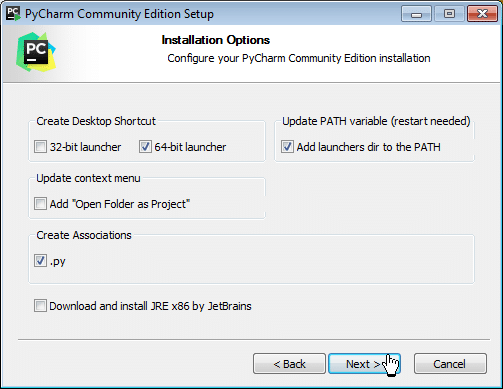 PC PyCharm Community Edition Setup
PC
Installation Options
Configure your PyCharm Community Edition installation
Create Desktop Shortcut
32-bit launcher
64-bit launcher
Update PATH variable (restart needed)
Add launchers dir to the PATH
Update context menu
Add "Open Folder as Project"
Create Associations
.py
Download and install JRE x86 by JetBrains
< Back
Next >
Cancel